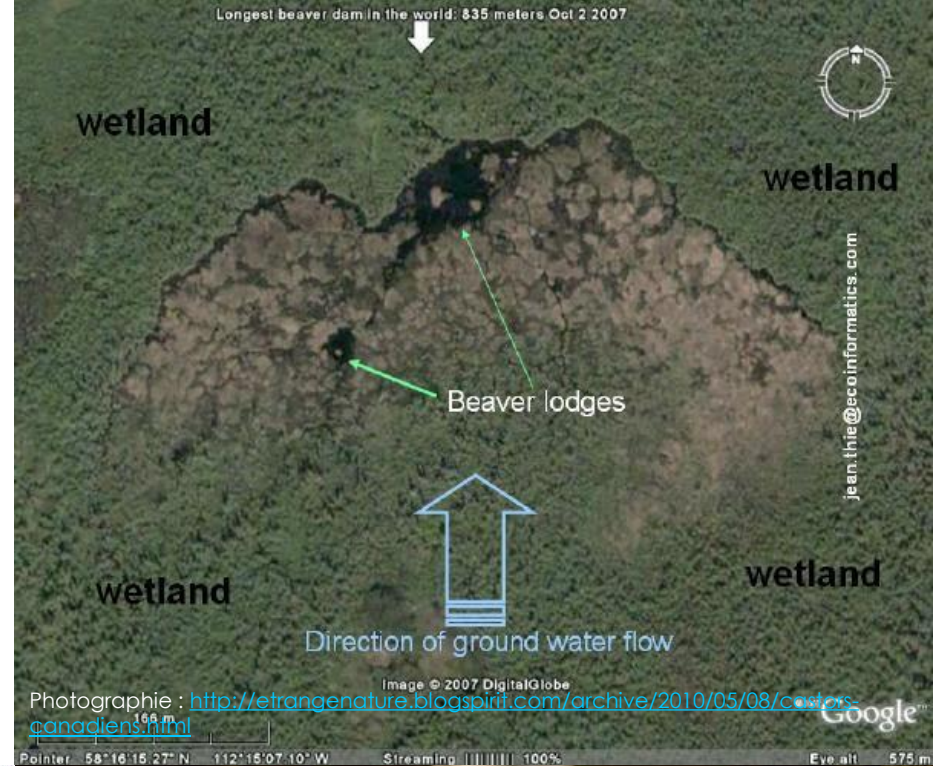 Longest beaver dam in the world: 835 meters Oct 2 2007
N
wetland
wetland
jean.thie@ecoinformatics.com
Beaver lodges
wetland
wetland
Direction of ground water flow
Image © 2007 DigitalGlobe
Photographie : http://etrangenature.blogspirit.com/archive/2010/05/08/castors-
canadiens.html
166 m
Google™
Pointer 58°16'15.27" N 112°15'07.10" W Streaming ||||||||| 100% Eye alt 575 m